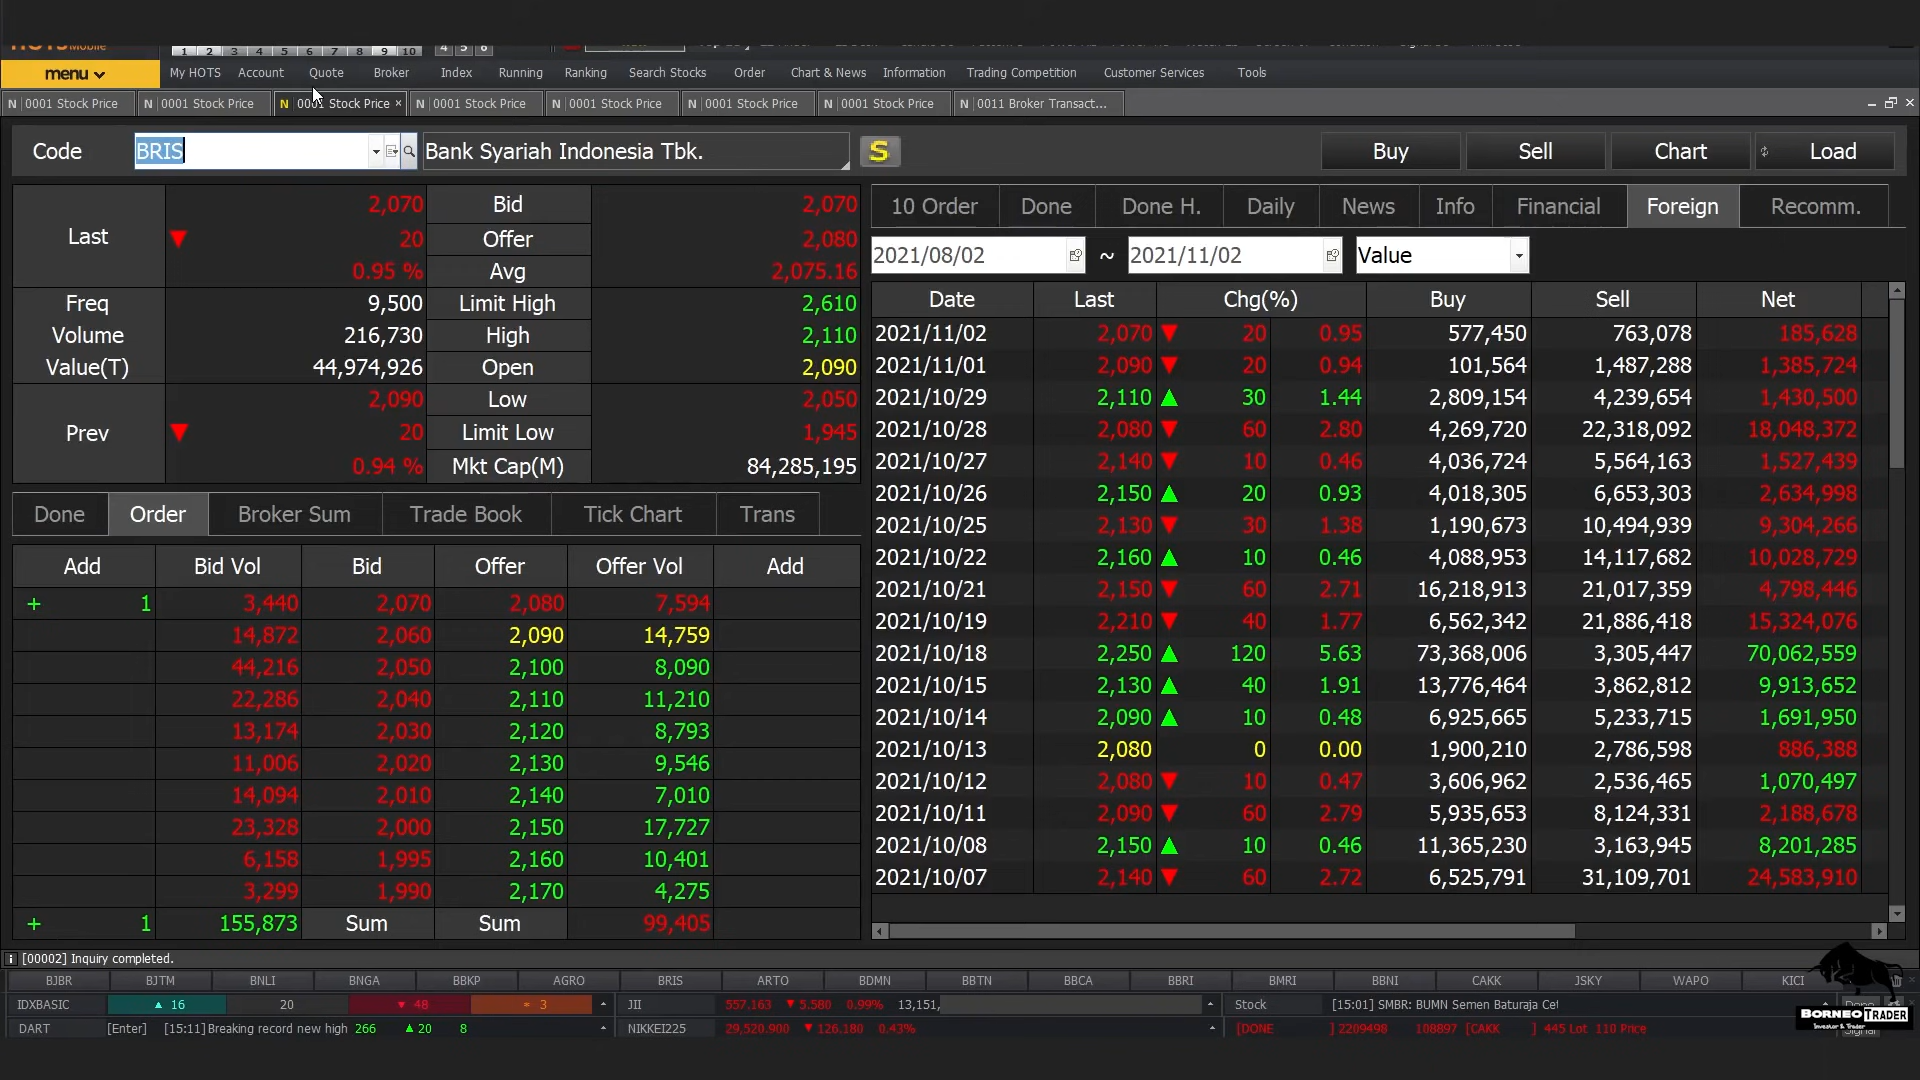 1 2 3 4 5 6 7 8 9 10 4 5 6
menu My HOTS Account Quote Broker Index Running Ranking Search Stocks Order Chart & News Information Trading Competition Customer Services Tools
N 0001 Stock Price N 0001 Stock Price N 0001 Stock Price × N 0001 Stock Price N 0001 Stock Price N 0001 Stock Price N 0001 Stock Price N 0011 Broker Transact...
Code BRIS Bank Syariah Indonesia Tbk. S Buy Sell Chart Load
Last 2,070 Bid 2,070
▼ 20 Offer 2,080
0.95 % Avg 2,075.16
Freq 9,500 Limit High 2,610
Volume 216,730 High 2,110
Value(T) 44,974,926 Open 2,090
Prev 2,090 Low 2,050
▼ 20 Limit Low 1,945
0.94 % Mkt Cap(M) 84,285,195
Done Order Broker Sum Trade Book Tick Chart Trans
Add Bid Vol Bid Offer Offer Vol Add
+ 1 3,440 2,070 2,080 7,594
14,872 2,060 2,090 14,759
44,216 2,050 2,100 8,090
22,286 2,040 2,110 11,210
13,174 2,030 2,120 8,793
11,006 2,020 2,130 9,546
14,094 2,010 2,140 7,010
23,328 2,000 2,150 17,727
6,158 1,995 2,160 10,401
3,299 1,990 2,170 4,275
+ 1 155,873 Sum Sum 99,405
10 Order Done Done H. Daily News Info Financial Foreign Recomm.
2021/08/02 ~ 2021/11/02 Value
Date Last Chg(%) Buy Sell Net
2021/11/02 2,070 ▼ 20 0.95 577,450 763,078 185,628
2021/11/01 2,090 ▼ 20 0.94 101,564 1,487,288 1,385,724
2021/10/29 2,110 ▲ 30 1.44 2,809,154 4,239,654 1,430,500
2021/10/28 2,080 ▼ 60 2.80 4,269,720 22,318,092 18,048,372
2021/10/27 2,140 ▼ 10 0.46 4,036,724 5,564,163 1,527,439
2021/10/26 2,150 ▲ 20 0.93 4,018,305 6,653,303 2,634,998
2021/10/25 2,130 ▼ 30 1.38 1,190,673 10,494,939 9,304,266
2021/10/22 2,160 ▲ 10 0.46 4,088,953 14,117,682 10,028,729
2021/10/21 2,150 ▼ 60 2.71 16,218,913 21,017,359 4,798,446
2021/10/19 2,210 ▼ 40 1.77 6,562,342 21,886,418 15,324,076
2021/10/18 2,250 ▲ 120 5.63 73,368,006 3,305,447 70,062,559
2021/10/15 2,130 ▲ 40 1.91 13,776,464 3,862,812 9,913,652
2021/10/14 2,090 ▲ 10 0.48 6,925,665 5,233,715 1,691,950
2021/10/13 2,080 0 0.00 1,900,210 2,786,598 886,388
2021/10/12 2,080 ▼ 10 0.47 3,606,962 2,536,465 1,070,497
2021/10/11 2,090 ▼ 60 2.79 5,935,653 8,124,331 2,188,678
2021/10/08 2,150 ▲ 10 0.46 11,365,230 3,163,945 8,201,285
2021/10/07 2,140 ▼ 60 2.72 6,525,791 31,109,701 24,583,910
i [00002] Inquiry completed.
BJBR BJTM BNLI BNGA BBKP AGRO BRIS ARTO BDMN BBTN BBCA BBRI BMRI BBNI CAKK JSKY WAPO KICI
IDXBASIC ▲ 16 20 ▼ 48 3 JII 557.163 ▼ 5.580 0.99% 13,151, Stock [15:01] SMBR: BUMN Semen Baturaja Cet
DART [Enter] [15:11]Breaking record new high 266 ▲ 20 8 NIKKEI225 29,520.900 ▼ 126.180 0.43% [DONE ] 2209498 108897 [CAKK ] 445 Lot 110 Price
BORNEO TRADER
Investor & Trader